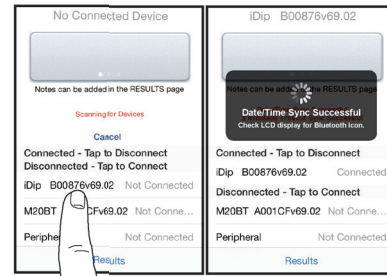 No Connected Device
Notes can be added in the RESULTS page
Scanning for Devices
Cancel
Connected - Tap to Disconnect
Disconnected - Tap to Connect
iDip B00876v69.02 Not Connected
M20BT CFv69.02 Not Conne...
Periphe Not Connected
Results
iDip B00876v69.02
Notes can be added in the RESULTS page
Date/Time Sync Successful
Check LCD display for Bluetooth icon.
Connected - Tap to Disconnect
iDip B00876v69.02 Connected
Disconnected - Tap to Connect
M20BT A001CFv69.02 Not Conne...
Peripheral Not Connected
Results